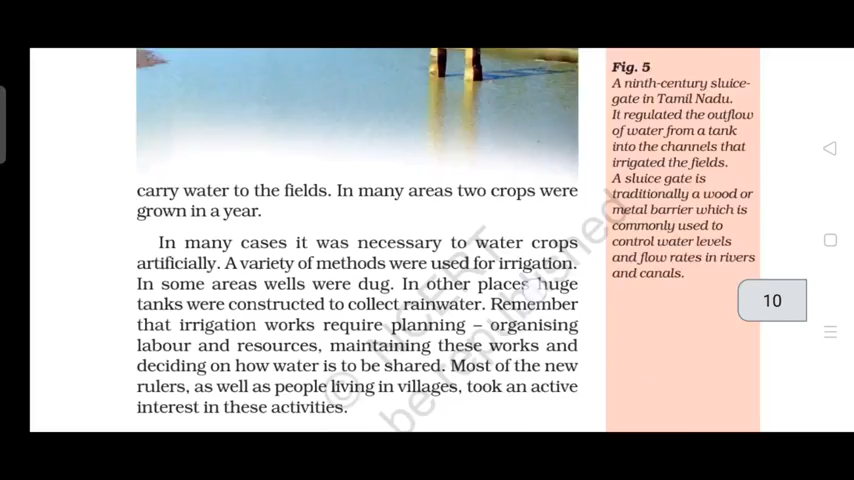 carry water to the fields. In many areas two crops were
grown in a year.
In many cases it was necessary to water crops
artificially. A variety of methods were used for irrigation.
In some areas wells were dug. In other places huge
tanks were constructed to collect rainwater. Remember
that irrigation works require planning – organising
labour and resources, maintaining these works and
deciding on how water is to be shared. Most of the new
rulers, as well as people living in villages, took an active
interest in these activities.
Fig. 5
A ninth-century sluice-
gate in Tamil Nadu.
It regulated the outflow
of water from a tank
into the channels that
irrigated the fields.
A sluice gate is
traditionally a wood or
metal barrier which is
commonly used to
control water levels
and flow rates in rivers
and canals.
10
© NCERT
be republished